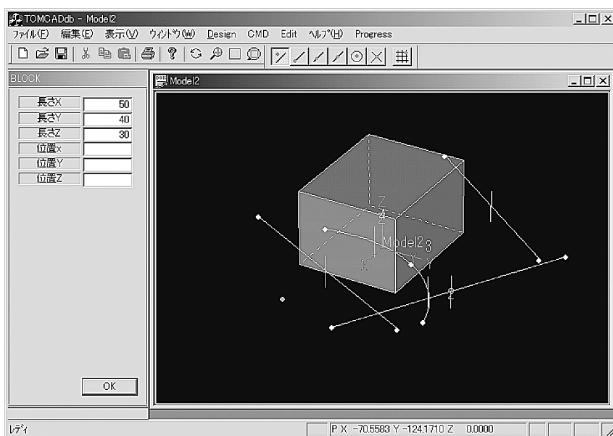 TOMCADdb - Model2
ファイル(F) 編集(E) 表示(V) ウィンドウ(W) Design CMD Edit ヘルプ(H) Progress
BLOCK
Model2
長さX 50
長さY 40
長さZ 30
位置x
位置Y
位置Z
Z
Model2
3
2
OK
レディ
P X -70.5583 Y -124.1710 Z 0.0000